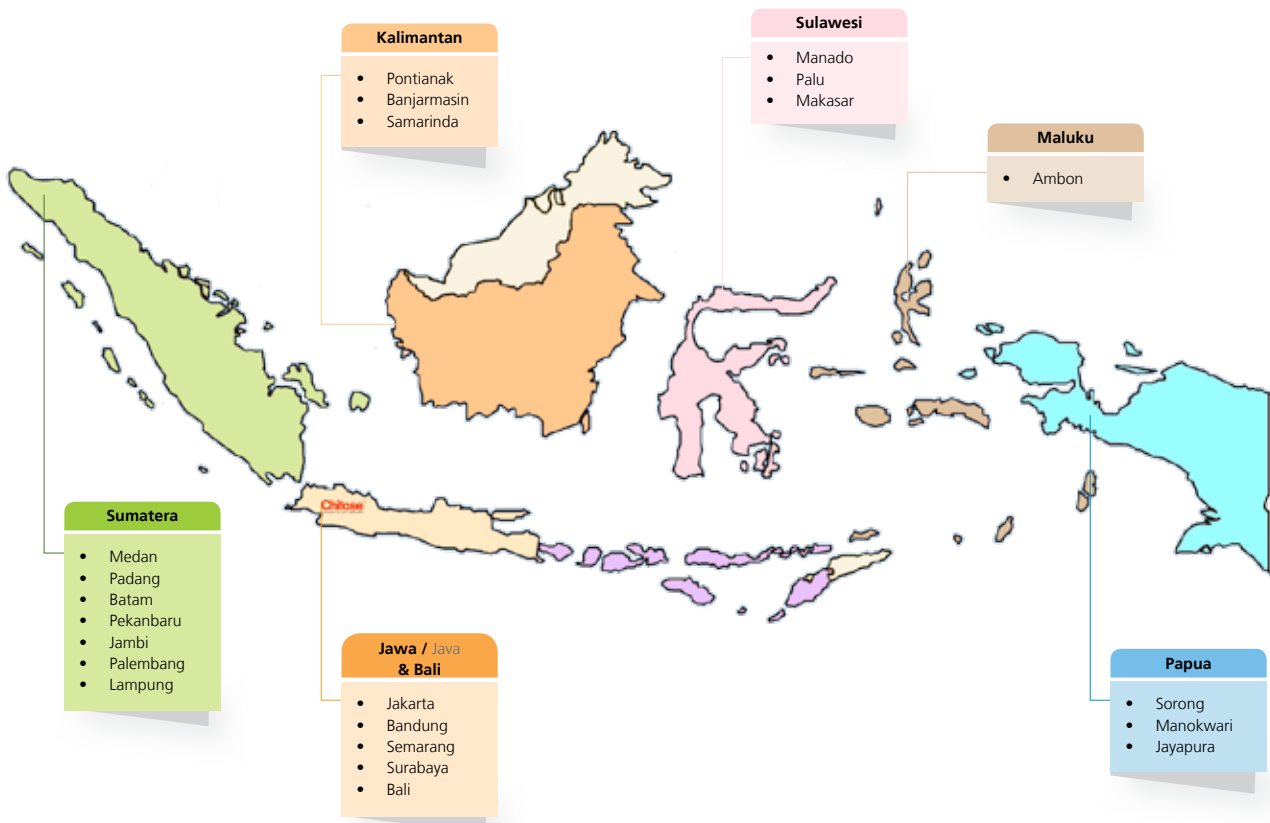 Kalimantan
• Pontianak
• Banjarmasin
• Samarinda
Sulawesi
• Manado
• Palu
• Makasar
Maluku
• Ambon
Chitose
Sumatera
• Medan
• Padang
• Batam
• Pekanbaru
• Jambi
• Palembang
• Lampung
Jawa / Java
& Bali
• Jakarta
• Bandung
• Semarang
• Surabaya
• Bali
Papua
• Sorong
• Manokwari
• Jayapura